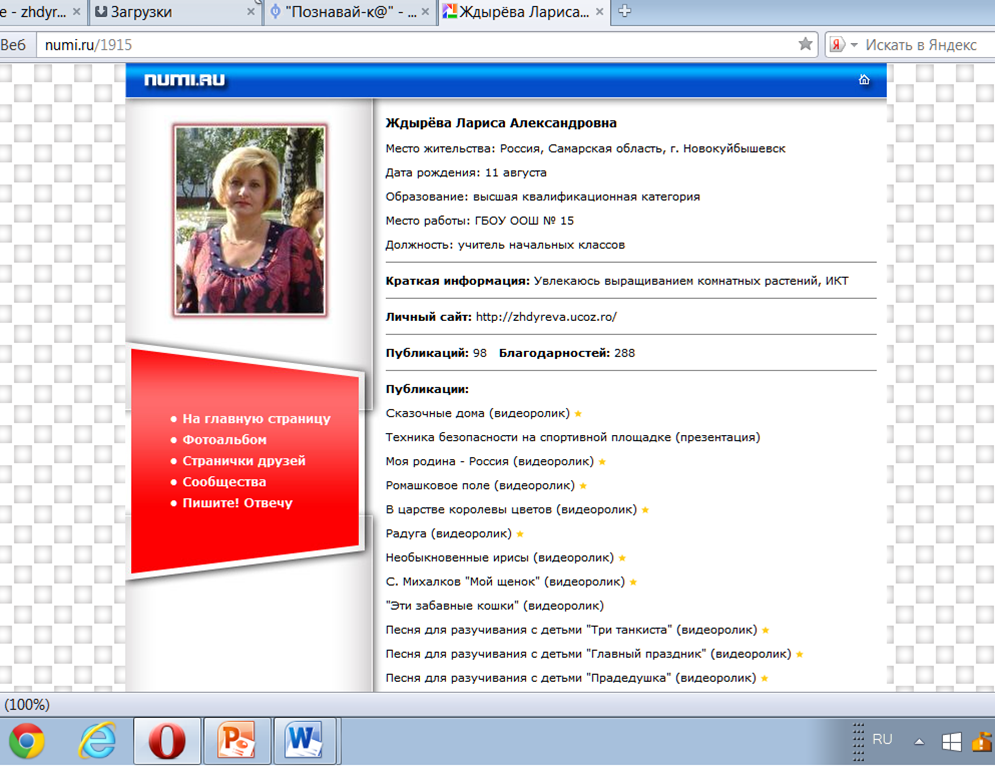 е - zhdyr...
Загрузки
"Познавай-к@" - ...
Ждырёва Лариса...
Веб
numi.ru/1915
Искать в Яндекс
numi.ru
Ждырёва Лариса Александровна
Место жительства: Россия, Самарская область, г. Новокуйбышевск
Дата рождения: 11 августа
Образование: высшая квалификационная категория
Место работы: ГБОУ ООШ № 15
Должность: учитель начальных классов
Краткая информация: Увлекаюсь выращиванием комнатных растений, ИКТ
Личный сайт: http://zhdyreva.ucoz.ro/
Публикаций: 98 Благодарностей: 288
Публикации:
Сказочные дома (видеоролик)
Техника безопасности на спортивной площадке (презентация)
Моя родина - Россия (видеоролик)
Ромашковое поле (видеоролик)
В царстве королевы цветов (видеоролик)
Радуга (видеоролик)
Необыкновенные ирисы (видеоролик)
С. Михалков "Мой щенок" (видеоролик)
"Эти забавные кошки" (видеоролик)
Песня для разучивания с детьми "Три танкиста" (видеоролик)
Песня для разучивания с детьми "Главный праздник" (видеоролик)
Песня для разучивания с детьми "Прадедушка" (видеоролик)
• На главную страницу
• Фотоальбом
• Странички друзей
• Сообщества
• Пишите! Отвечу
(100%)
RU